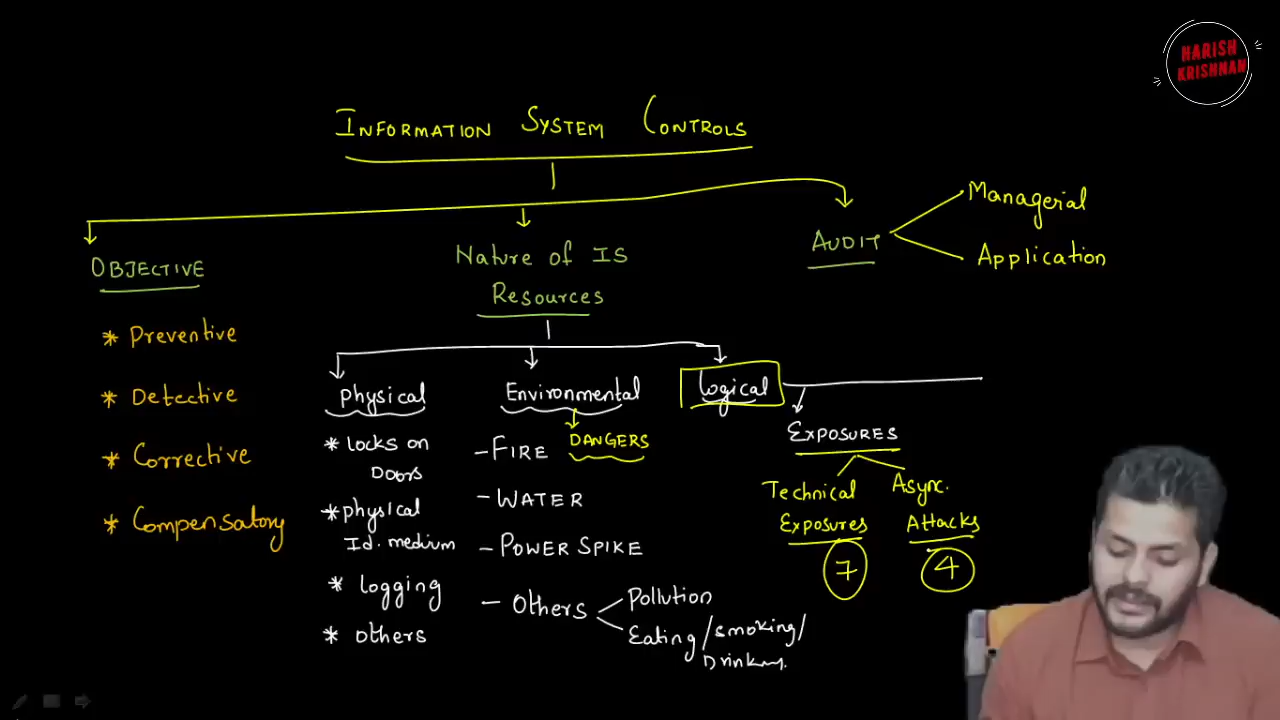 HARISH
KRISHNAN
INFORMATION SYSTEM CONTROLS
OBJECTIVE
* Preventive
* Detective
* Corrective
* Compensatory
Nature of IS
Resources
Physical
* Locks on
Doors
* physical
Id. medium
* Logging
* others
Environmental
DANGERS
- FIRE
- WATER
- POWER SPIKE
- Others
Pollution
Eating/smoking/
Drinking.
Logical
EXPOSURES
Technical
Exposures
7
Async.
Attacks
4
AUDIT
Managerial
Application